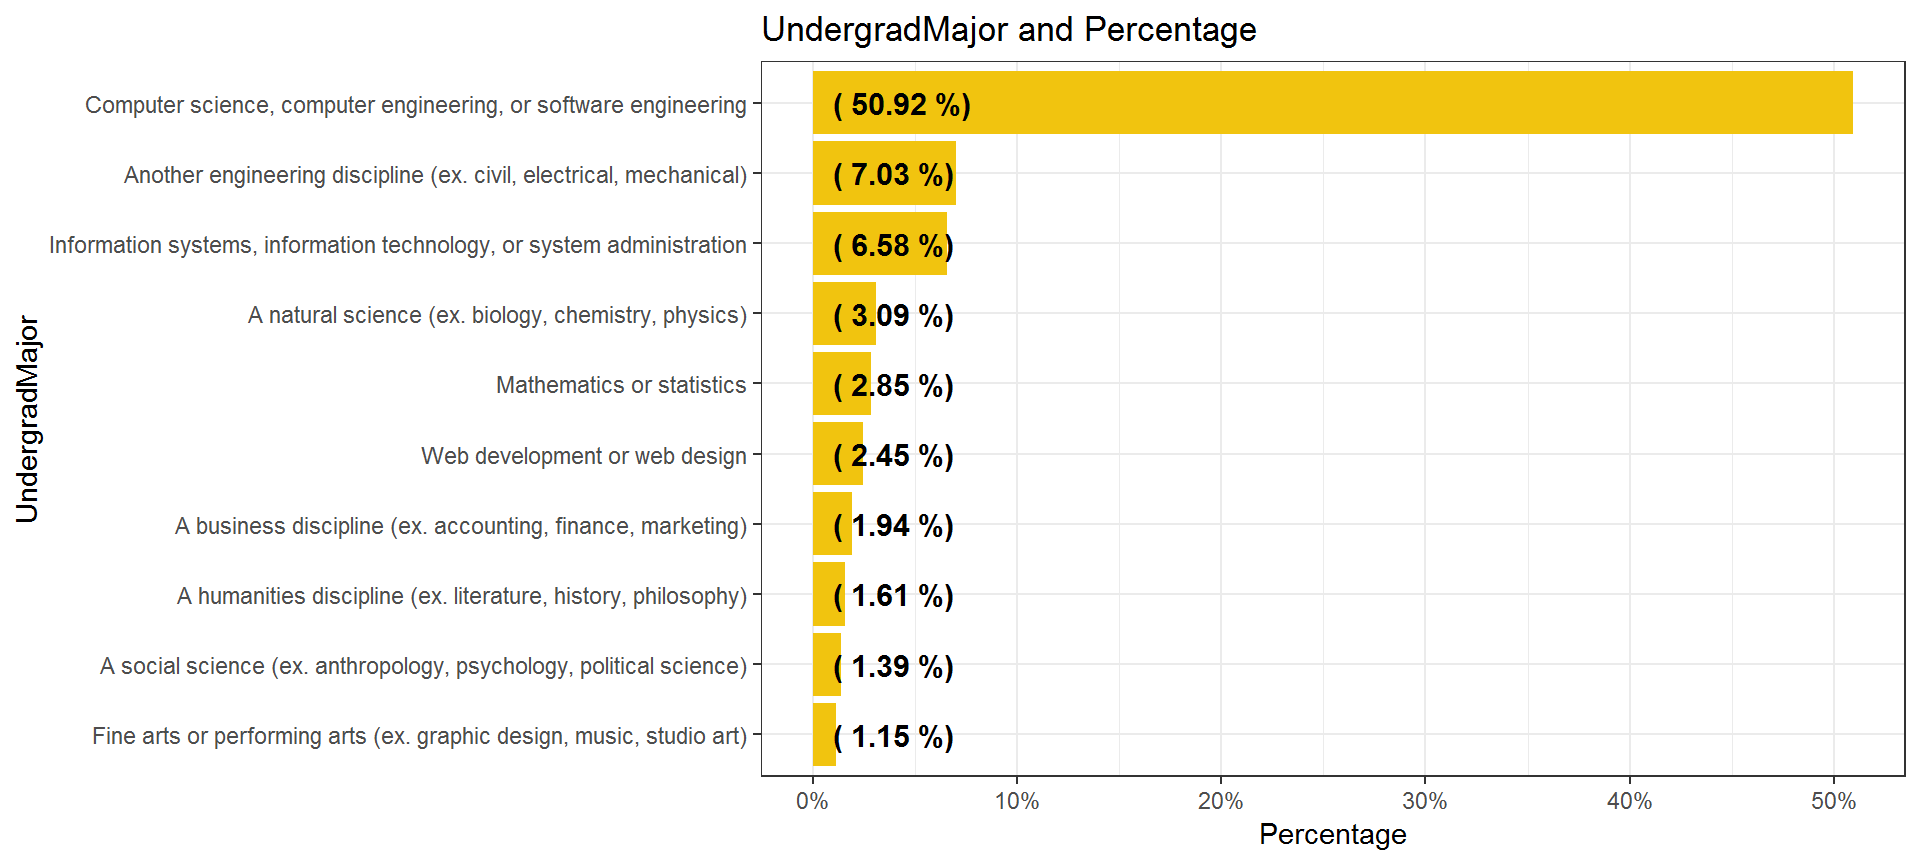 UndergradMajor and Percentage
Computer science, computer engineering, or software engineering
( 50.92 %)
Another engineering discipline (ex. civil, electrical, mechanical)
( 7.03 %)
Information systems, information technology, or system administration
( 6.58 %)
A natural science (ex. biology, chemistry, physics)
( 3.09 %)
Mathematics or statistics
( 2.85 %)
Web development or web design
( 2.45 %)
A business discipline (ex. accounting, finance, marketing)
( 1.94 %)
A humanities discipline (ex. literature, history, philosophy)
( 1.61 %)
A social science (ex. anthropology, psychology, political science)
( 1.39 %)
Fine arts or performing arts (ex. graphic design, music, studio art)
( 1.15 %)
UndergradMajor
0% 10% 20% 30% 40% 50%
Percentage